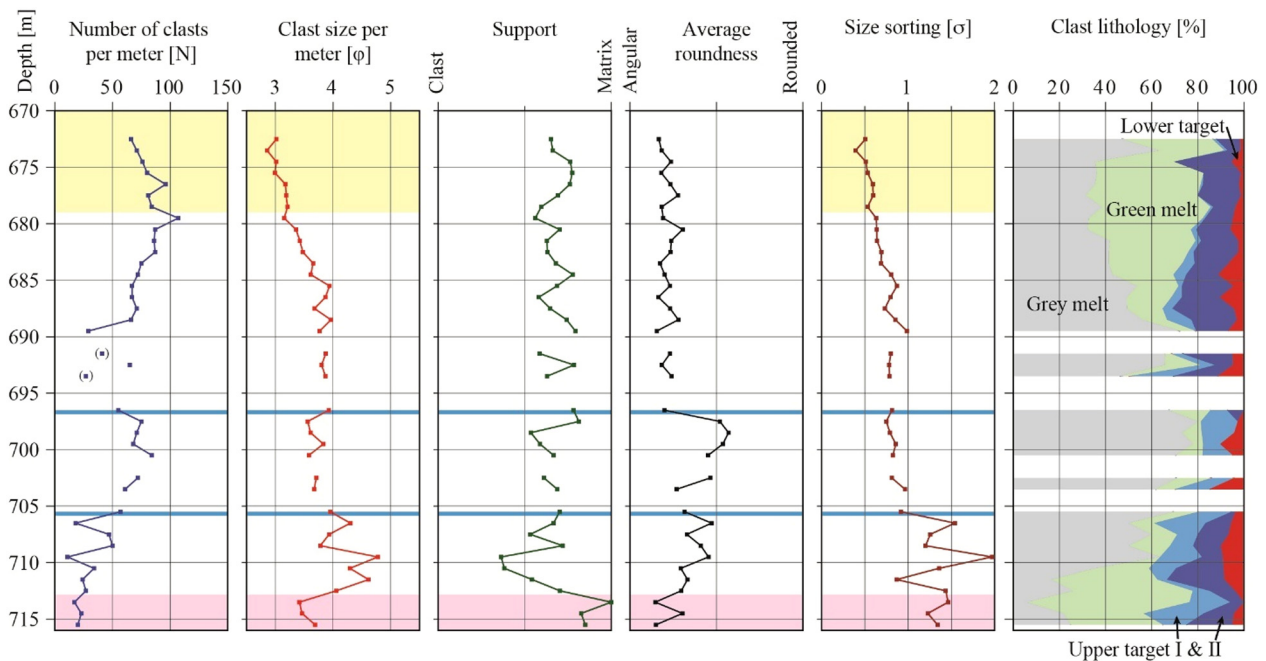 Depth [m]
Number of clasts
per meter [N]
Clast size per
meter [φ]
Support
Clast
Matrix
Average
roundness
Angular
Rounded
Size sorting [σ]
Clast lithology [%]
0 50 100 150
3 4 5
0 1 2
0 20 40 60 80 100
670
675
680
685
690
695
700
705
710
715
(•)
(•)
Lower target
Green melt
Grey melt
Upper target I & II